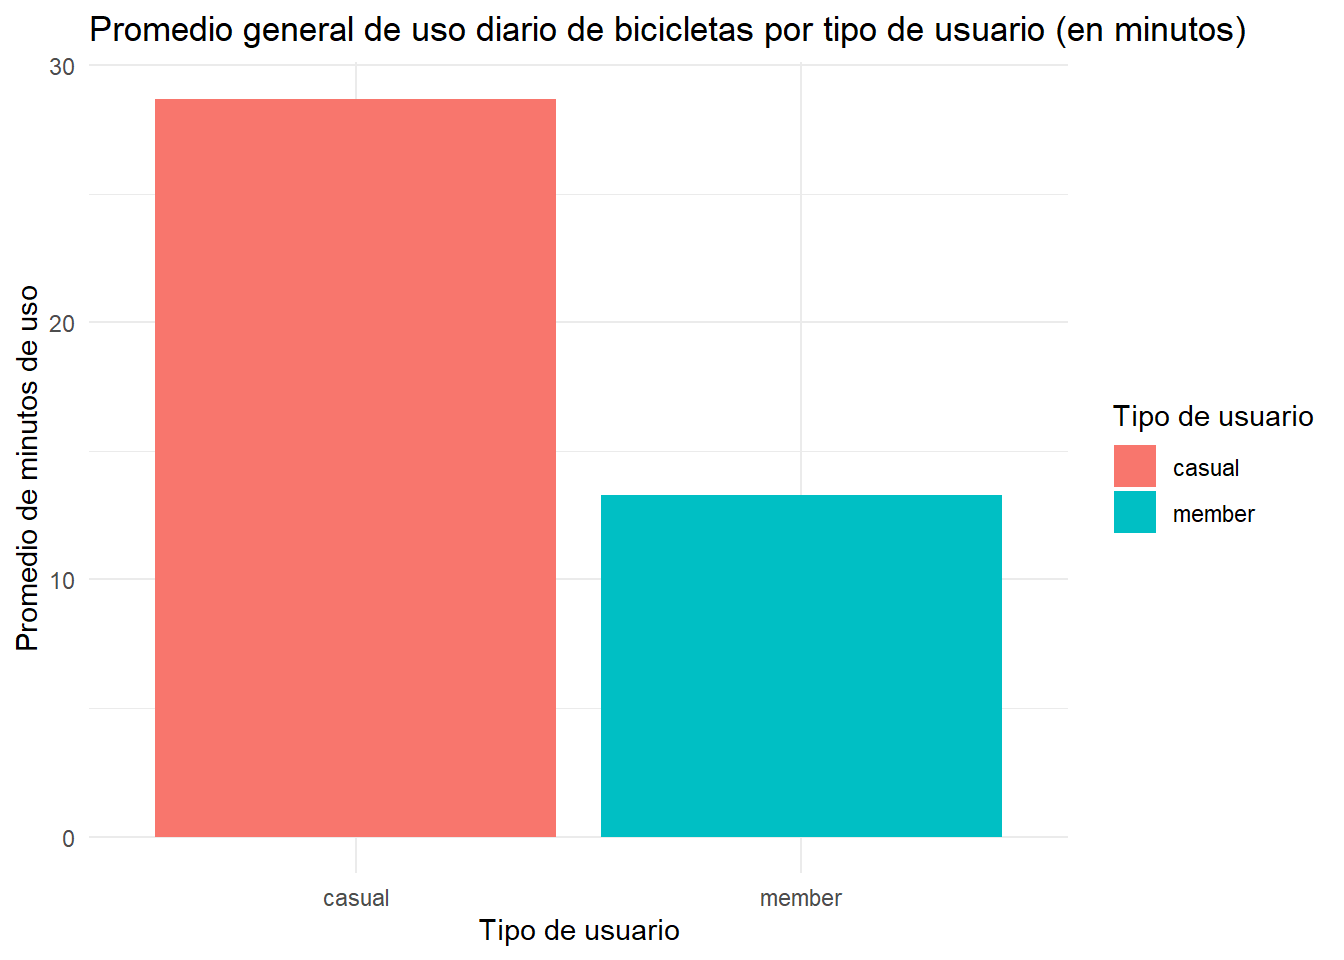 Promedio general de uso diario de bicicletas por tipo de usuario (en minutos)
Promedio de minutos de uso
30
20
10
0
casual
member
Tipo de usuario
Tipo de usuario
casual
member